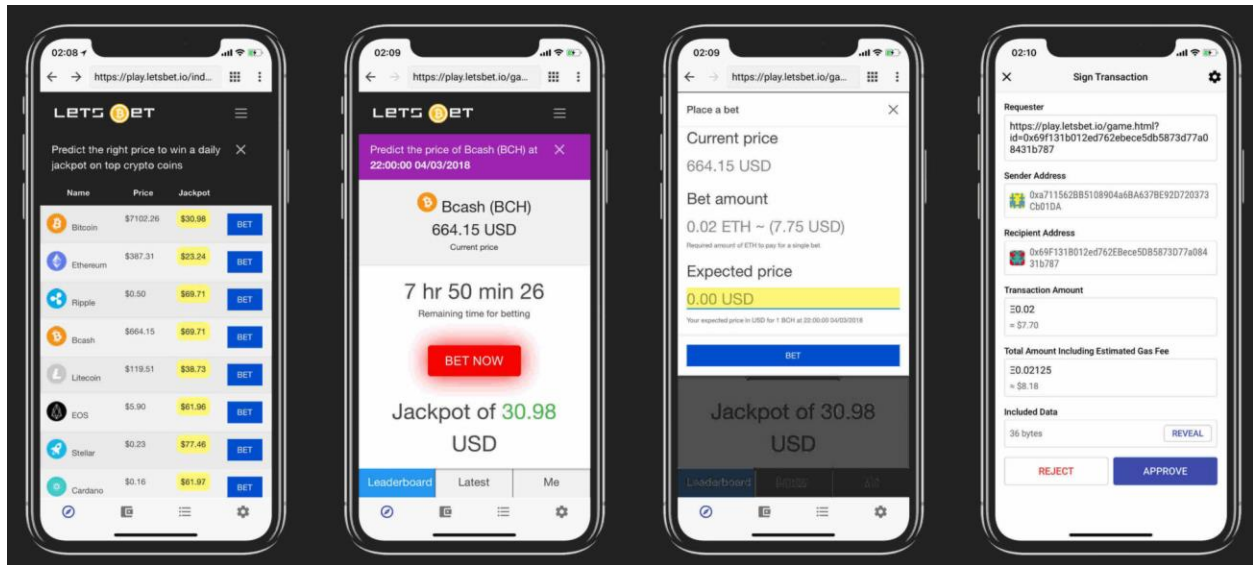 02:08
https://play.letsbet.io/ind...
LETS BET
Predict the right price to win a daily
jackpot on top crypto coins
Name Price Jackpot
Bitcoin $7102.26 $30.98 BET
Ethereum $387.31 $23.24 BET
Ripple $0.50 $69.71 BET
Bcash $664.15 $69.71 BET
Litecoin $119.51 $38.73 BET
EOS $5.90 $61.96 BET
Stellar $0.23 $77.46 BET
Cardano $0.16 $61.97 BET
02:09
https://play.letsbet.io/ga...
LETS BET
Predict the price of Bcash (BCH) at
22:00:00 04/03/2018
Bcash (BCH)
664.15 USD
Current price
7 hr 50 min 26
Remaining time for betting
BET NOW
Jackpot of 30.98
USD
Leaderboard Latest Me
02:09
https://play.letsbet.io/ga...
Place a bet
Current price
664.15 USD
Bet amount
0.02 ETH ~ (7.75 USD)
Required amount of ETH to pay for a single bet
Expected price
0.00 USD
Your expected price in USD for 1 BCH at 22:00:00 04/03/2018
BET
Jackpot of 30.98
USD
Leaderboard
02:10
Sign Transaction
Requester
https://play.letsbet.io/game.html?
id=0x69f131b012ed762ebece5db5873d77a0
8431b787
Sender Address
0xa711562BB5108904a6BA637BE92D720373
Cb01DA
Recipient Address
0x69F131B012ed762EBece5DB5873D77a084
31b787
Transaction Amount
Ξ0.02
≈ $7.70
Total Amount Including Estimated Gas Fee
Ξ0.02125
≈ $8.18
Included Data
36 bytes REVEAL
REJECT APPROVE